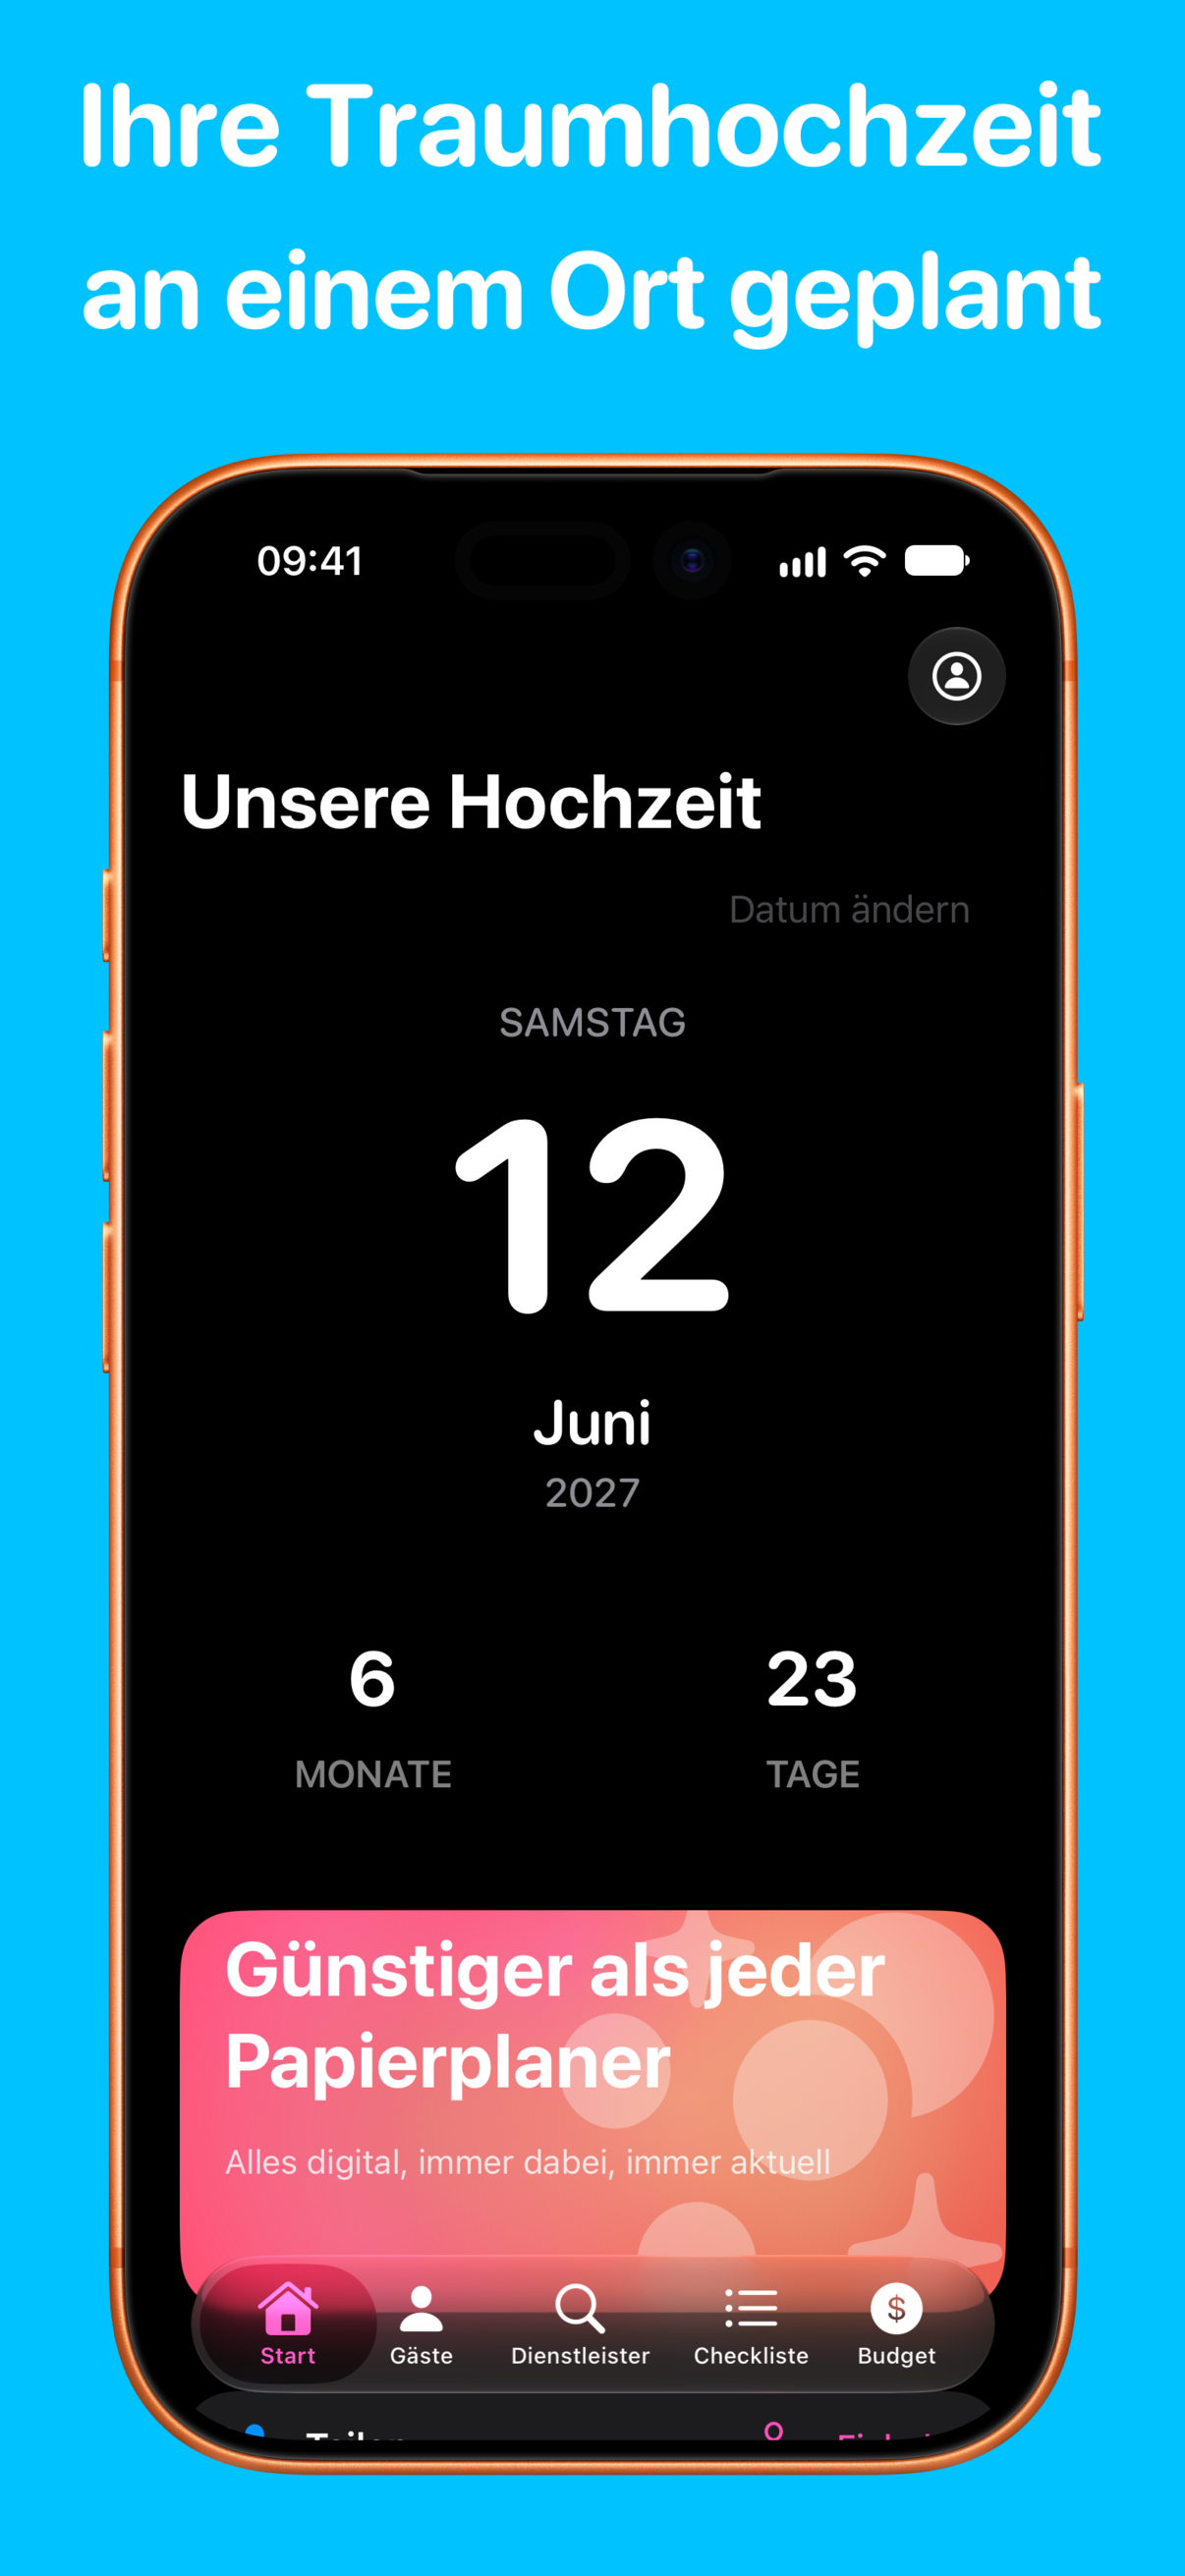 Ihre Traumhochzeit
an einem Ort geplant
09:41
Unsere Hochzeit
Datum ändern
SAMSTAG
12
Juni
2027
6
23
MONATE
TAGE
Günstiger als jeder
Papierplaner
Alles digital, immer dabei, immer aktuell
$
Start
Gäste
Dienstleister
Checkliste
Budget